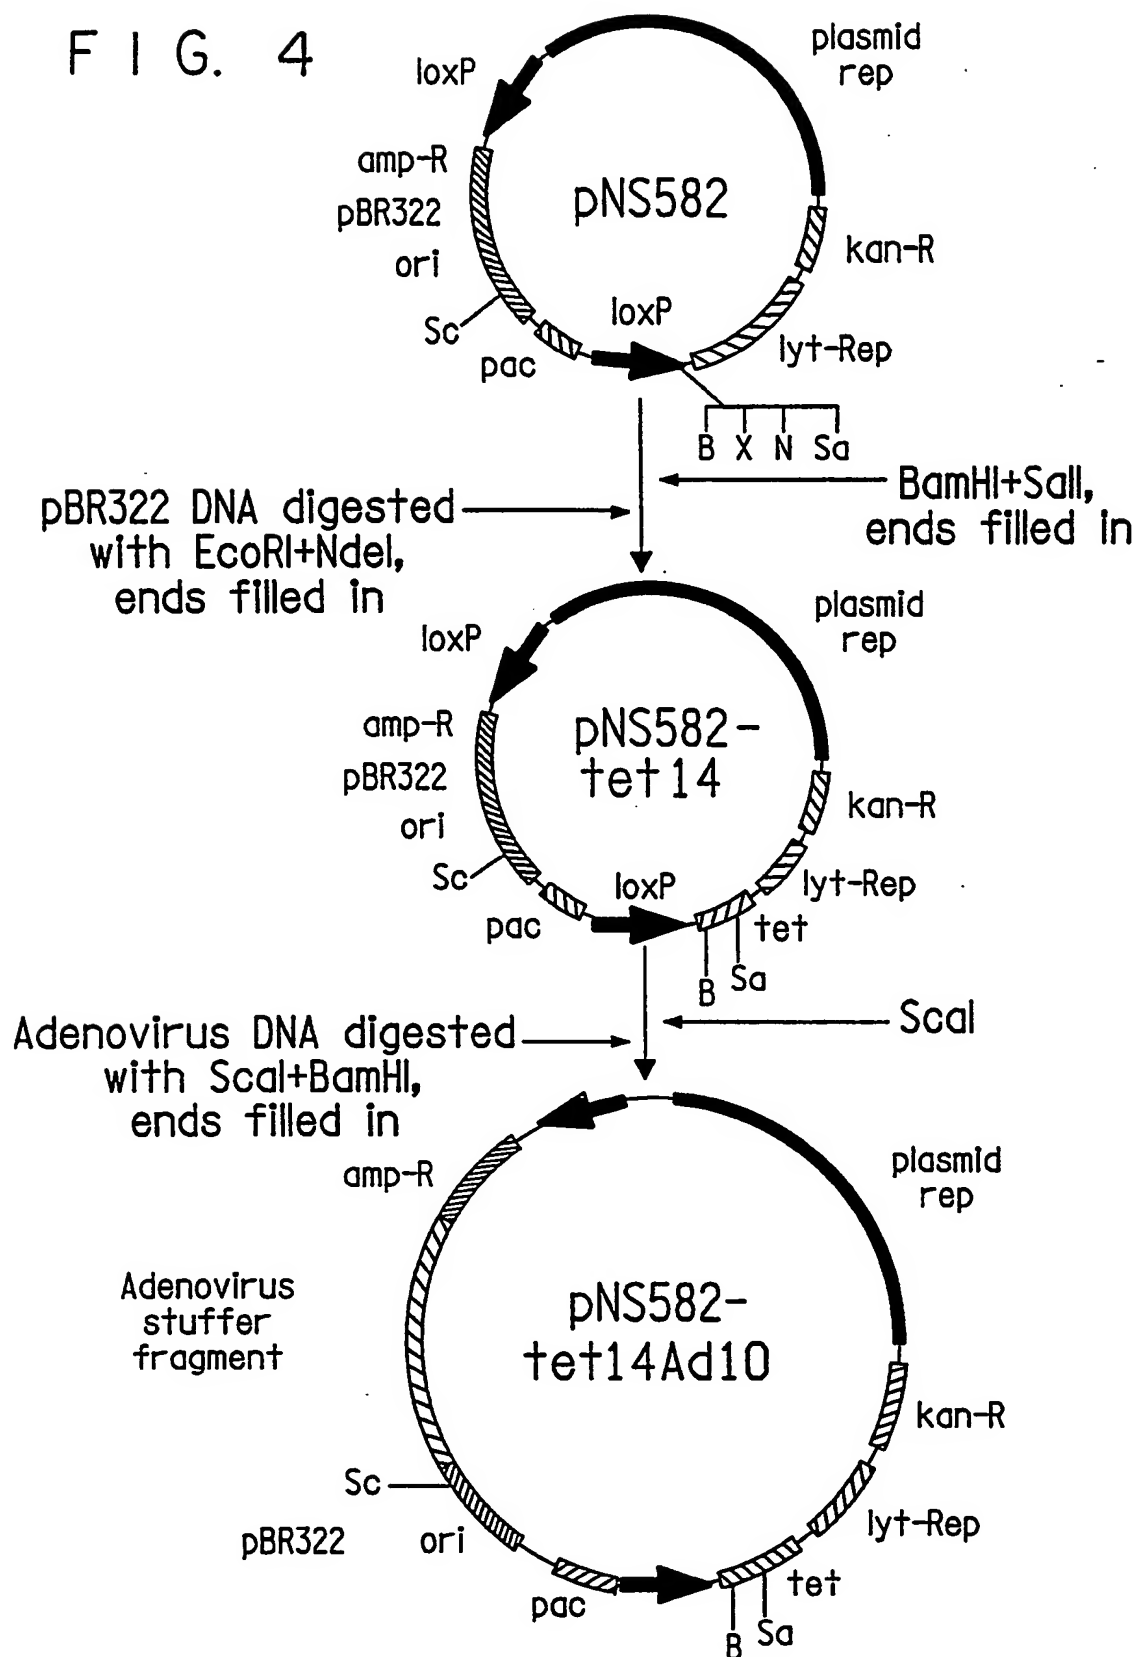 FIG. 4
plasmid
rep
loxP
amp-R
pBR322
ori
pNS582
kan-R
Sc
pac
loxP
lyt-Rep
B X N Sa
BamHI+SalI,
ends filled in
pBR322 DNA digested
with EcoRI+NdeI,
ends filled in
plasmid
rep
loxP
amp-R
pBR322
ori
pNS582-
tet14
kan-R
Sc
pac
loxP
lyt-Rep
tet
B
Sa
ScaI
Adenovirus DNA digested
with ScaI+BamHI,
ends filled in
amp-R
plasmid
rep
Adenovirus
stuffer
fragment
pNS582-
tet14Ad10
kan-R
Sc
pBR322
ori
lyt-Rep
pac
tet
B
Sa